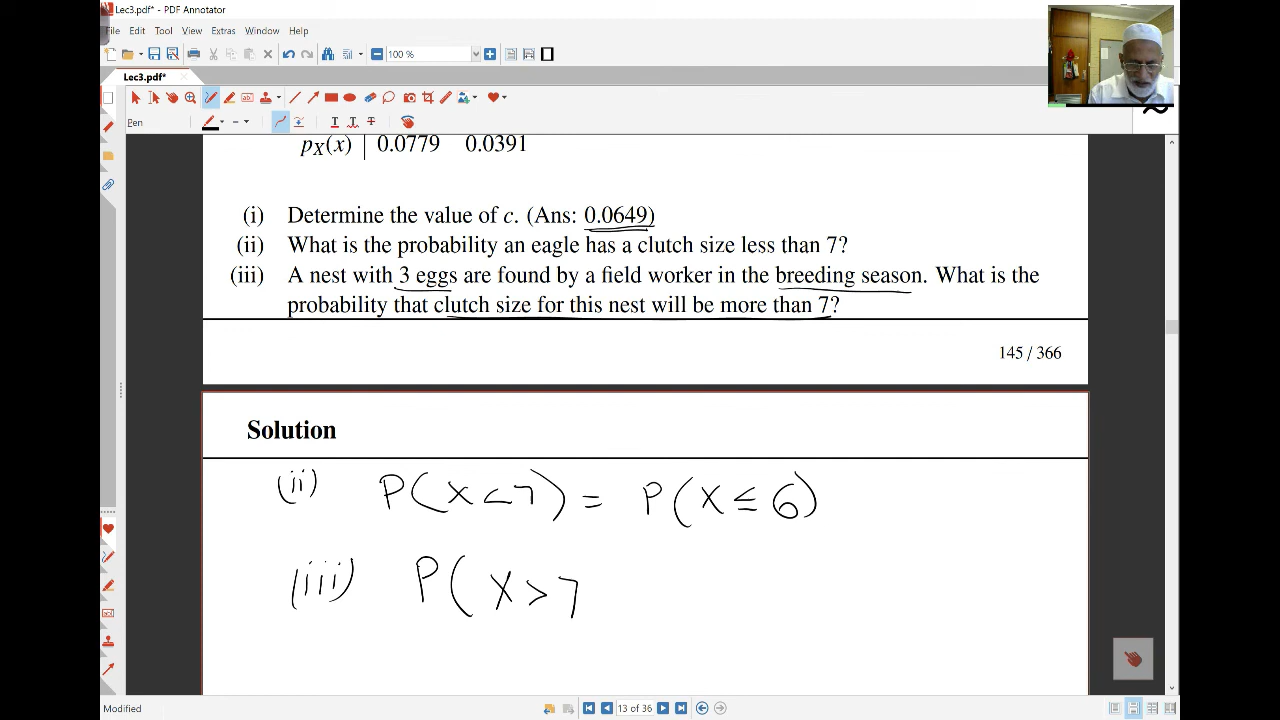 Lec3.pdf* - PDF Annotator
File Edit Tool View Extras Window Help
100 %
Lec3.pdf*
Pen
pX(x) | 0.0779 0.0391
(i) Determine the value of c. (Ans: 0.0649)
(ii) What is the probability an eagle has a clutch size less than 7?
(iii) A nest with 3 eggs are found by a field worker in the breeding season. What is the
probability that clutch size for this nest will be more than 7?
145 / 366
Solution
(ii) P(X<7) = P(X ≤ 6)
(iii) P( X > 7
Modified
13 of 36